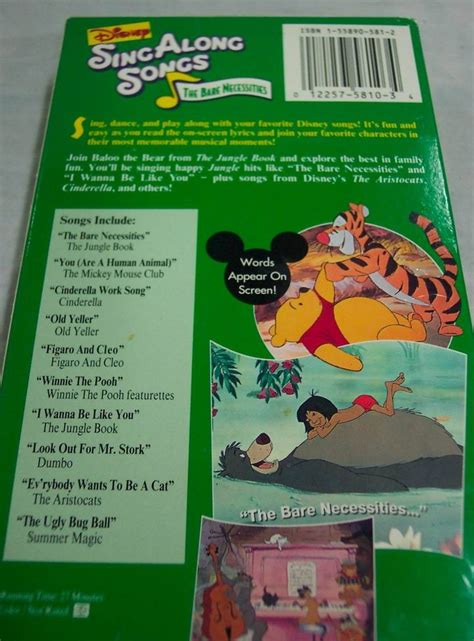 DISNEY
SING ALONG
SONGS
THE BARE NECESSITIES
ISBN 1-55890-581-2
0 12257-5810-3 4
Sing, dance, and play along with your favorite Disney songs! It's fun and
easy as you read the on-screen lyrics and join your favorite characters in
their most memorable musical moments!
Join Baloo the Bear from The Jungle Book and explore the best in family
fun. You'll be singing happy Jungle hits like "The Bare Necessities" and
"I Wanna Be Like You" – plus songs from Disney's The Aristocats,
Cinderella, and others!
Songs Include:
"The Bare Necessities"
The Jungle Book
"You (Are A Human Animal)"
The Mickey Mouse Club
"Cinderella Work Song"
Cinderella
"Old Yeller"
Old Yeller
"Figaro And Cleo"
Figaro And Cleo
"Winnie The Pooh"
Winnie The Pooh featurettes
"I Wanna Be Like You"
The Jungle Book
"Look Out For Mr. Stork"
Dumbo
"Ev'rybody Wants To Be A Cat"
The Aristocats
"The Ugly Bug Ball"
Summer Magic
Words
Appear On
Screen!
"The Bare Necessities..."
Running Time: 27 Minutes
Color / Not Rated